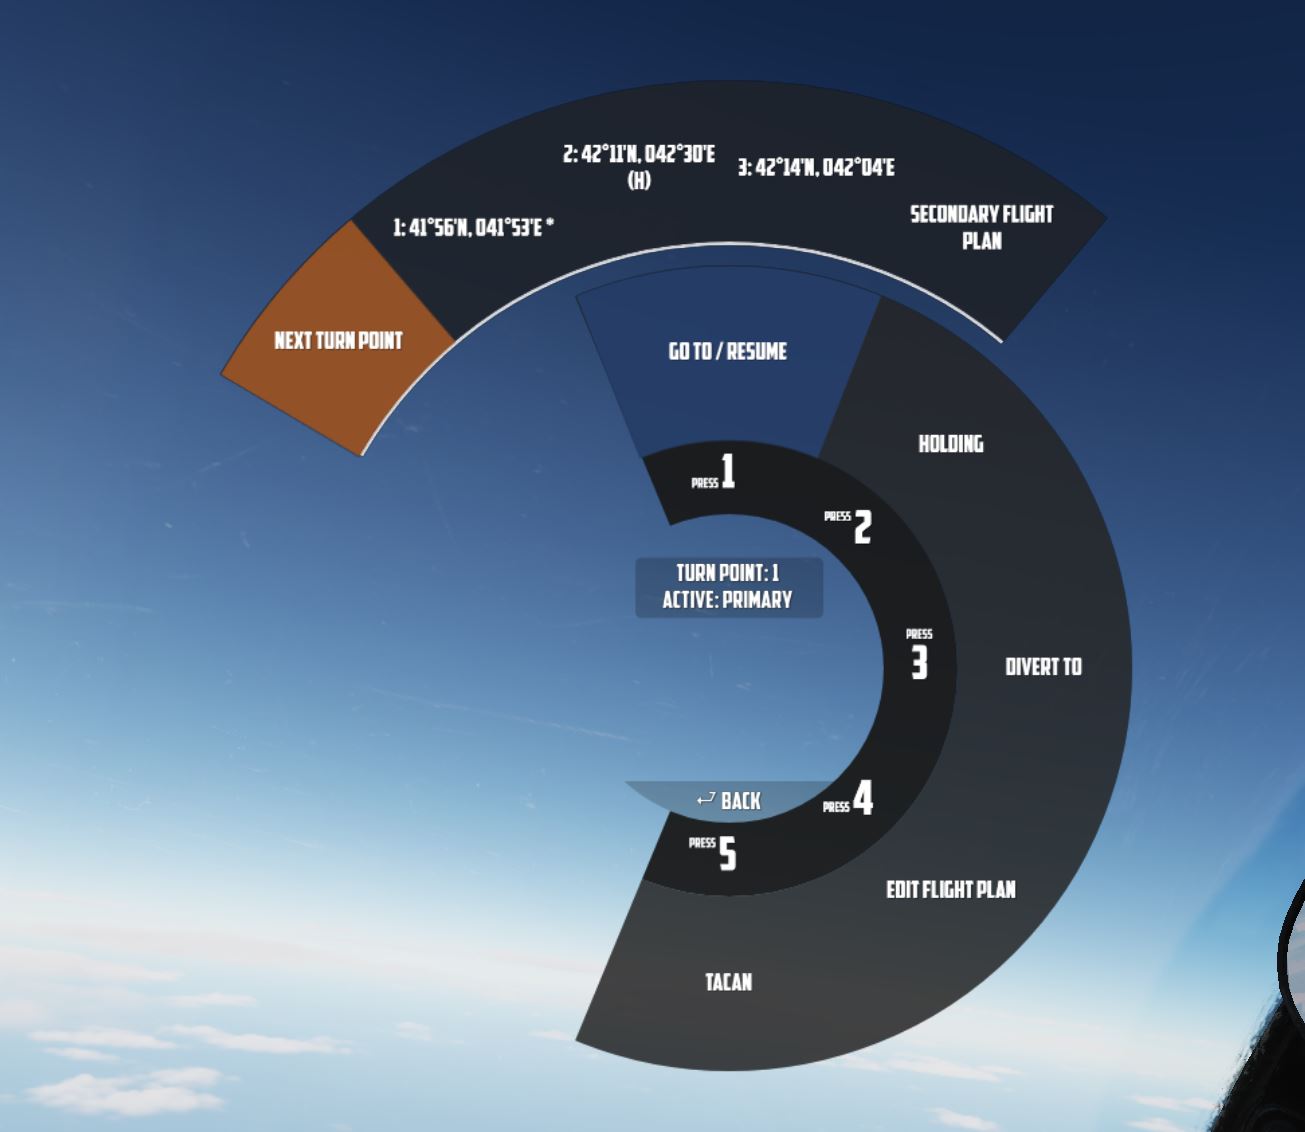 2: 42°11'N, 042°30'E
(H)
3: 42°14'N, 042°04'E
1: 41°56'N, 041°53'E *
SECONDARY FLIGHT
PLAN
NEXT TURN POINT
GO TO / RESUME
HOLDING
PRESS 1
PRESS 2
TURN POINT: 1
ACTIVE: PRIMARY
PRESS
3
DIVERT TO
BACK
PRESS 4
PRESS 5
EDIT FLIGHT PLAN
TACAN